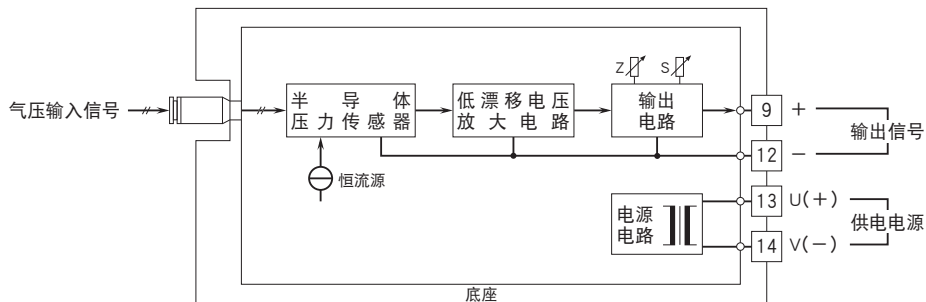 Z
S
气压输入信号
半导体
压力传感器
低漂移电压
放大电路
输出
电路
9
+
输出信号
12
−
恒流源
电源
电路
13
U(+)
供电电源
14
V(−)
底座